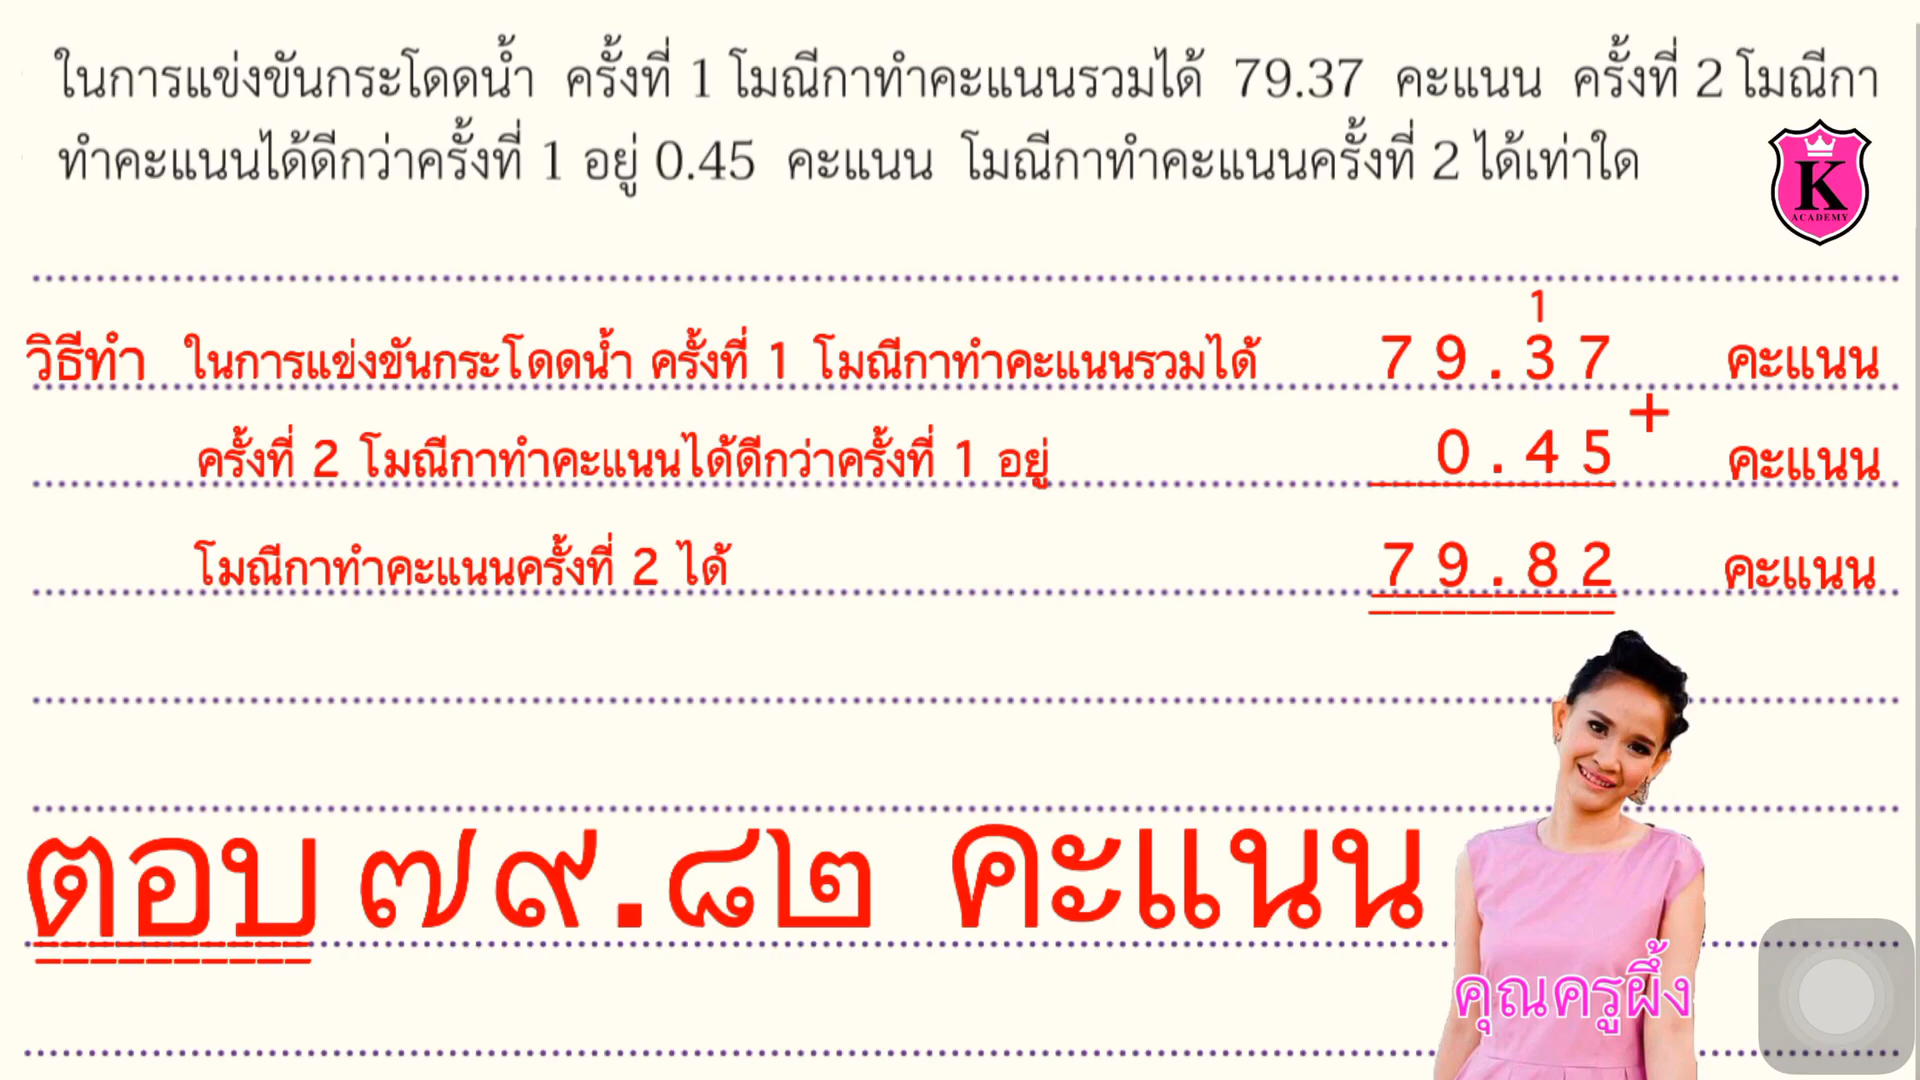 ในการแข่งขันกระโดดน้ำ ครั้งที่ 1 โมณีกาทำคะแนนรวมได้ 79.37 คะแนน ครั้งที่ 2 โมณีกา
ทำคะแนนได้ดีกว่าครั้งที่ 1 อยู่ 0.45 คะแนน โมณีกาทำคะแนนครั้งที่ 2 ได้เท่าใด
K
ACADEMY
1
วิธีทำ ในการแข่งขันกระโดดน้ำ ครั้งที่ 1 โมณีกาทำคะแนนรวมได้ 79.37 คะแนน
+
ครั้งที่ 2 โมณีกาทำคะแนนได้ดีกว่าครั้งที่ 1 อยู่ 0.45 คะแนน
โมณีกาทำคะแนนครั้งที่ 2 ได้ 79.82 คะแนน
ตอบ ๗๙.๘๒ คะแนน
คุณครูผึ้ง